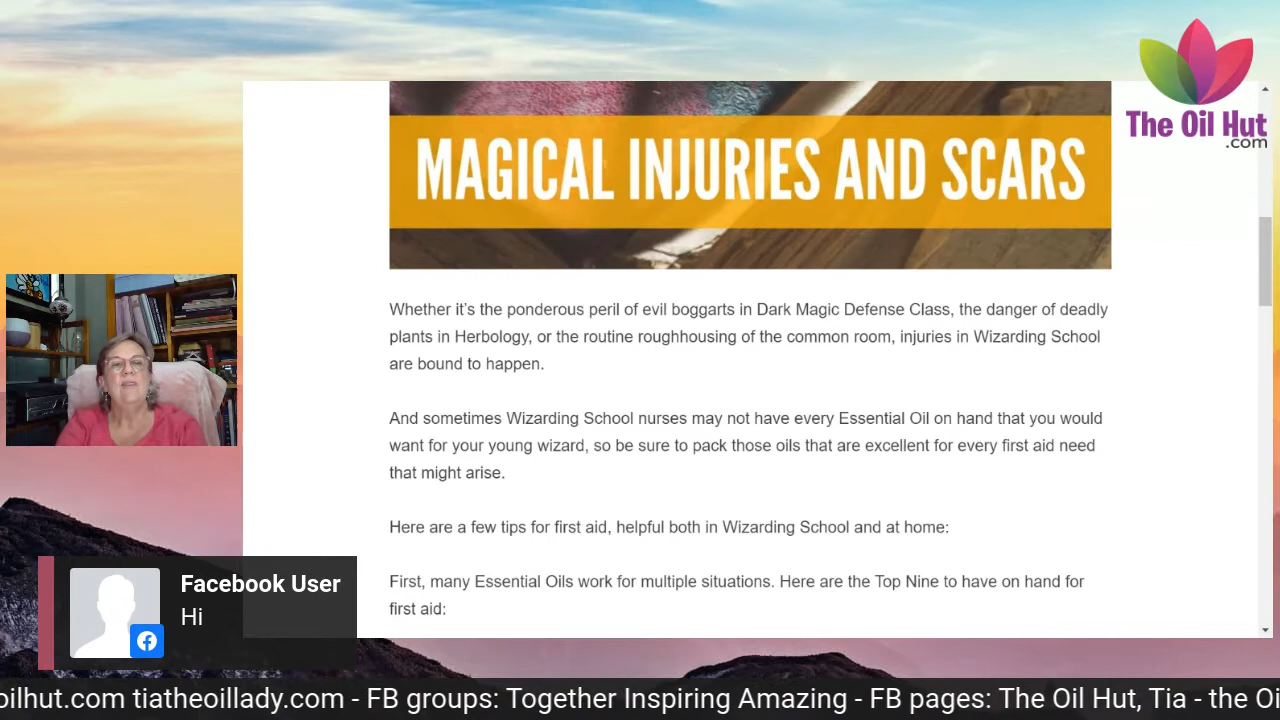 The Oil Hut
.com
MAGICAL INJURIES AND SCARS
Whether it's the ponderous peril of evil boggarts in Dark Magic Defense Class, the danger of deadly
plants in Herbology, or the routine roughhousing of the common room, injuries in Wizarding School
are bound to happen.
And sometimes Wizarding School nurses may not have every Essential Oil on hand that you would
want for your young wizard, so be sure to pack those oils that are excellent for every first aid need
that might arise.
Here are a few tips for first aid, helpful both in Wizarding School and at home:
First, many Essential Oils work for multiple situations. Here are the Top Nine to have on hand for
first aid:
Facebook User
Hi
oilhut.com tiatheoillady.com - FB groups: Together Inspiring Amazing - FB pages: The Oil Hut, Tia - the Oi